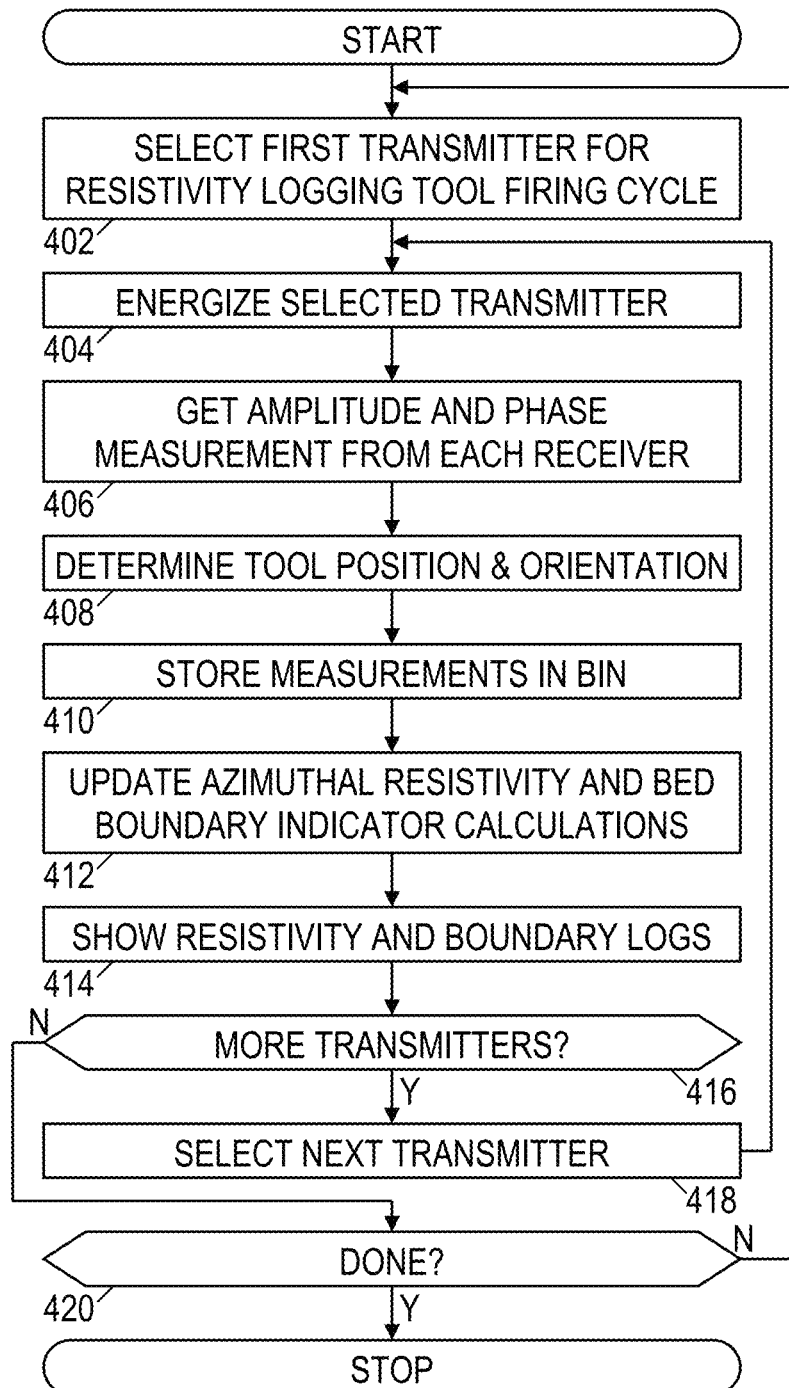 START
SELECT FIRST TRANSMITTER FOR
RESISTIVITY LOGGING TOOL FIRING CYCLE
402
ENERGIZE SELECTED TRANSMITTER
404
GET AMPLITUDE AND PHASE
MEASUREMENT FROM EACH RECEIVER
406
DETERMINE TOOL POSITION & ORIENTATION
408
STORE MEASUREMENTS IN BIN
410
UPDATE AZIMUTHAL RESISTIVITY AND BED
BOUNDARY INDICATOR CALCULATIONS
412
SHOW RESISTIVITY AND BOUNDARY LOGS
414
N
MORE TRANSMITTERS?
Y
416
SELECT NEXT TRANSMITTER
418
DONE?
N
420
Y
STOP